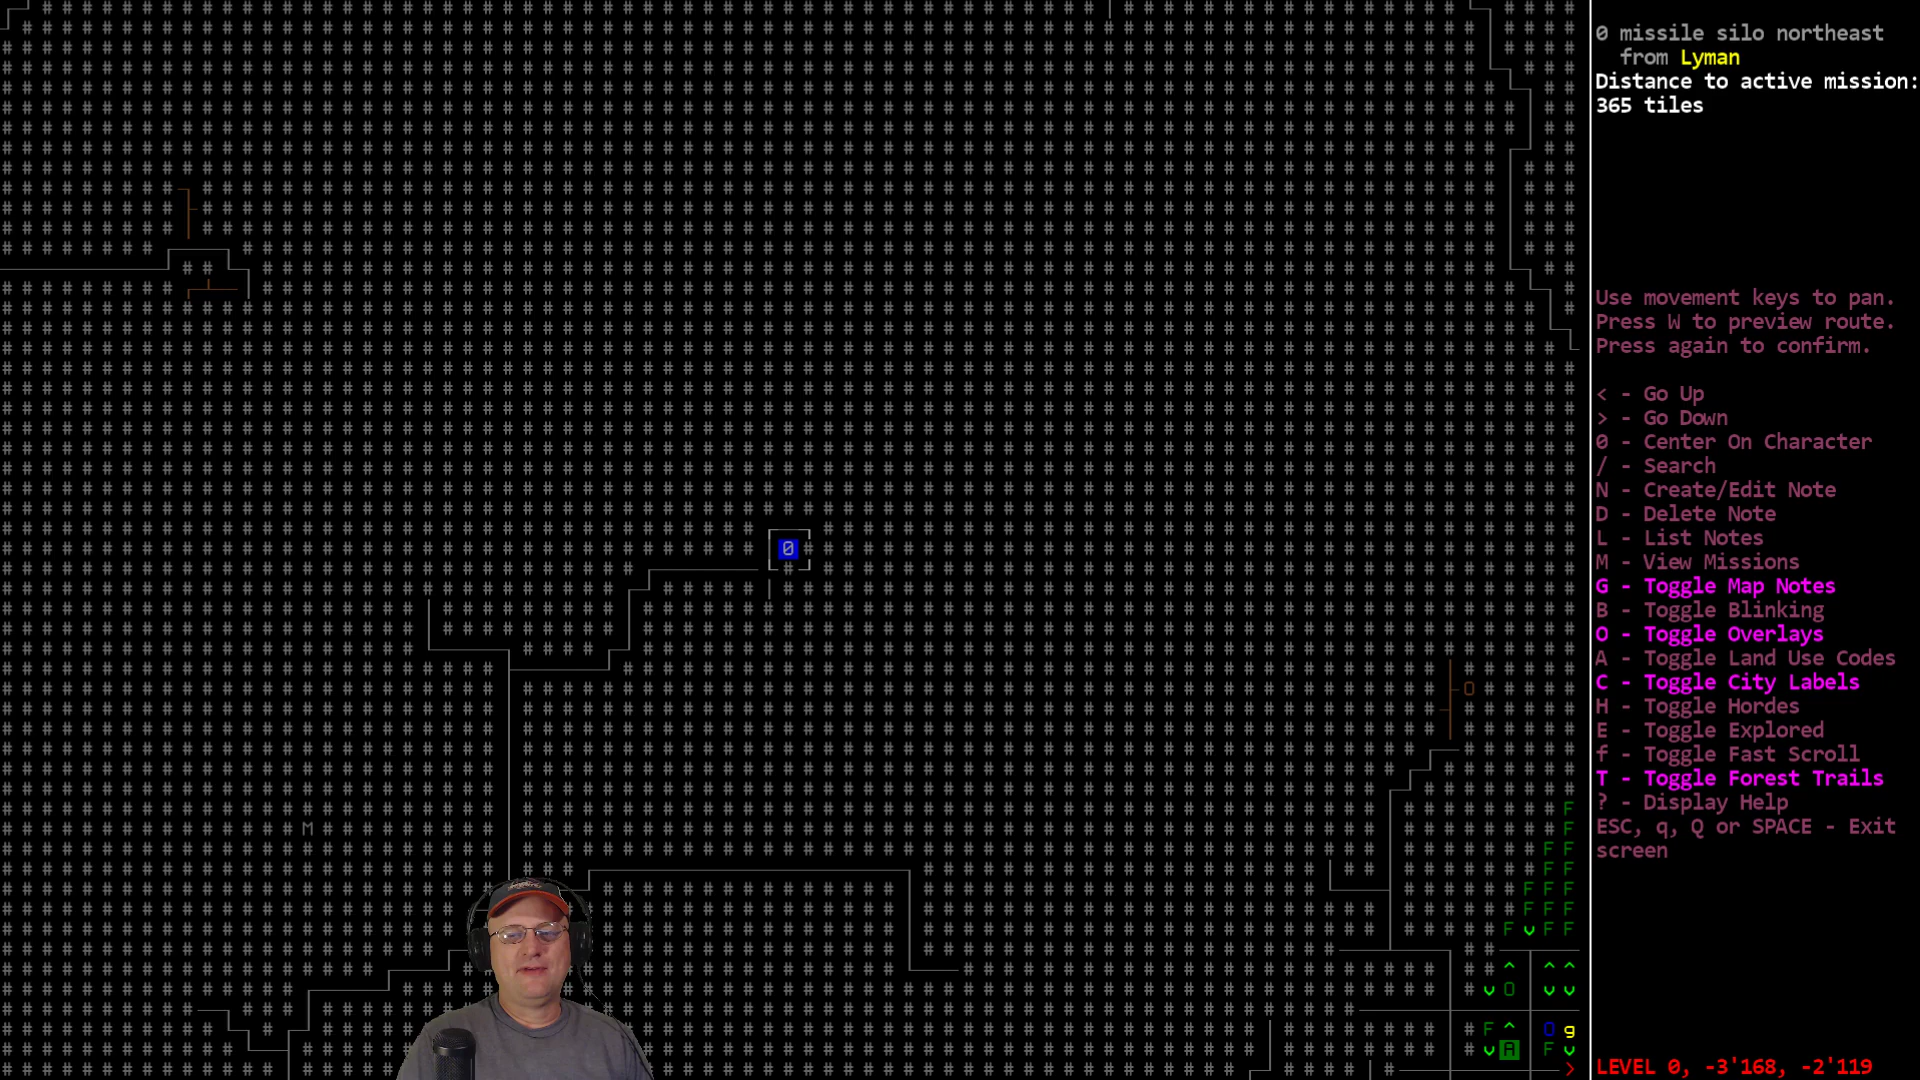 0 missile silo northeast
from Lyman
Distance to active mission:
365 tiles
Use movement keys to pan.
Press W to preview route.
Press again to confirm.
< - Go Up
> - Go Down
0 - Center On Character
/ - Search
N - Create/Edit Note
D - Delete Note
L - List Notes
M - View Missions
G - Toggle Map Notes
B - Toggle Blinking
O - Toggle Overlays
A - Toggle Land Use Codes
C - Toggle City Labels
H - Toggle Hordes
E - Toggle Explored
f - Toggle Fast Scroll
T - Toggle Forest Trails
? - Display Help
ESC, q, Q or SPACE - Exit
screen
LEVEL 0, -3'168, -2'119